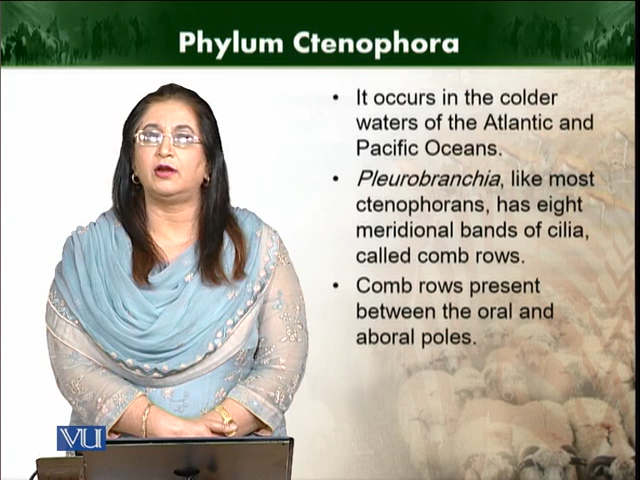 Phylum Ctenophora
• It occurs in the colder
waters of the Atlantic and
Pacific Oceans.
• Pleurobranchia, like most
ctenophorans, has eight
meridional bands of cilia,
called comb rows.
• Comb rows present
between the oral and
aboral poles.
VU